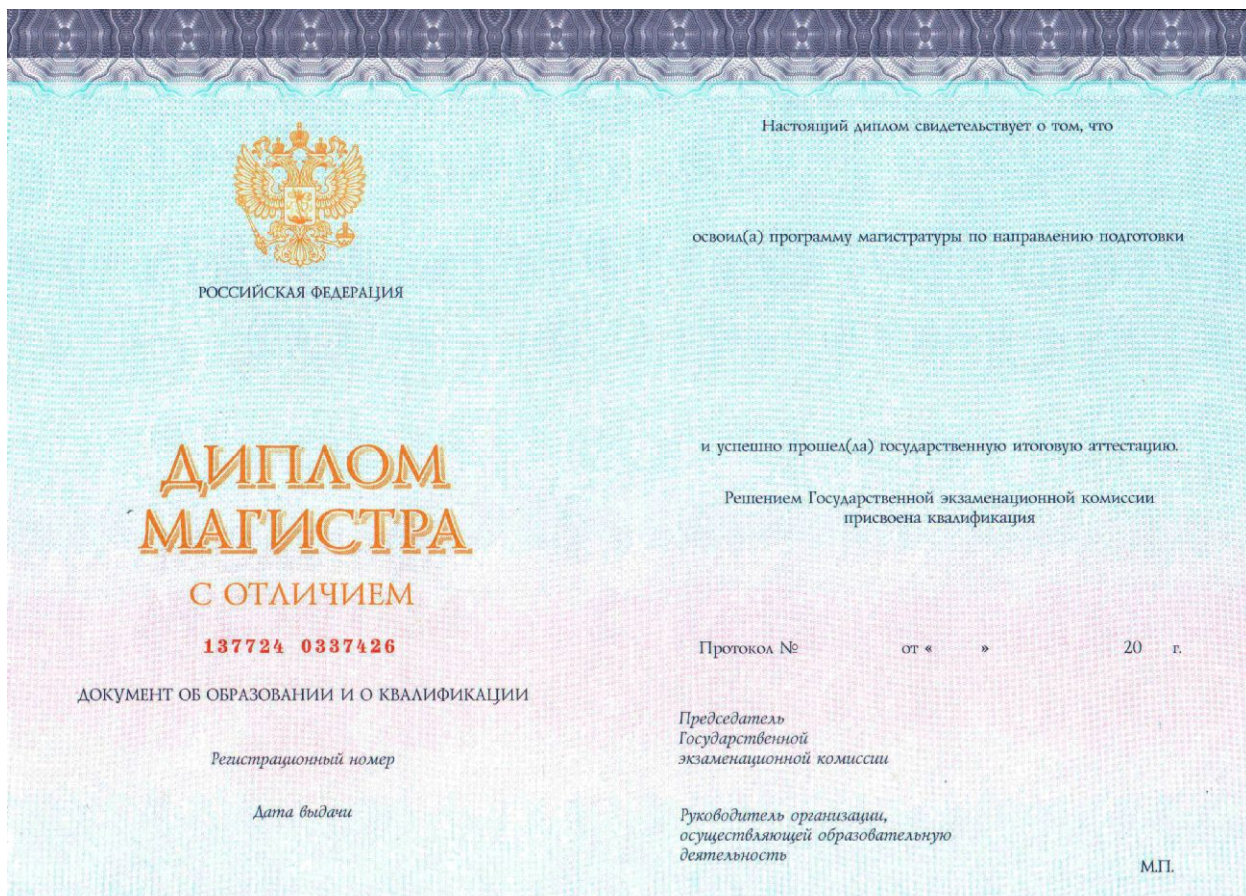 РОССИЙСКАЯ ФЕДЕРАЦИЯ
ДИПЛОМ
МАГИСТРА
С ОТЛИЧИЕМ
137724 0337426
ДОКУМЕНТ ОБ ОБРАЗОВАНИИ И О КВАЛИФИКАЦИИ
Регистрационный номер
Дата выдачи
Настоящий диплом свидетельствует о том, что
освоил(а) программу магистратуры по направлению подготовки
и успешно прошел(ла) государственную итоговую аттестацию.
Решением Государственной экзаменационной комиссии
присвоена квалификация
Протокол № от « » 20 г.
Председатель
Государственной
экзаменационной комиссии
Руководитель организации,
осуществляющей образовательную
деятельность
М.П.